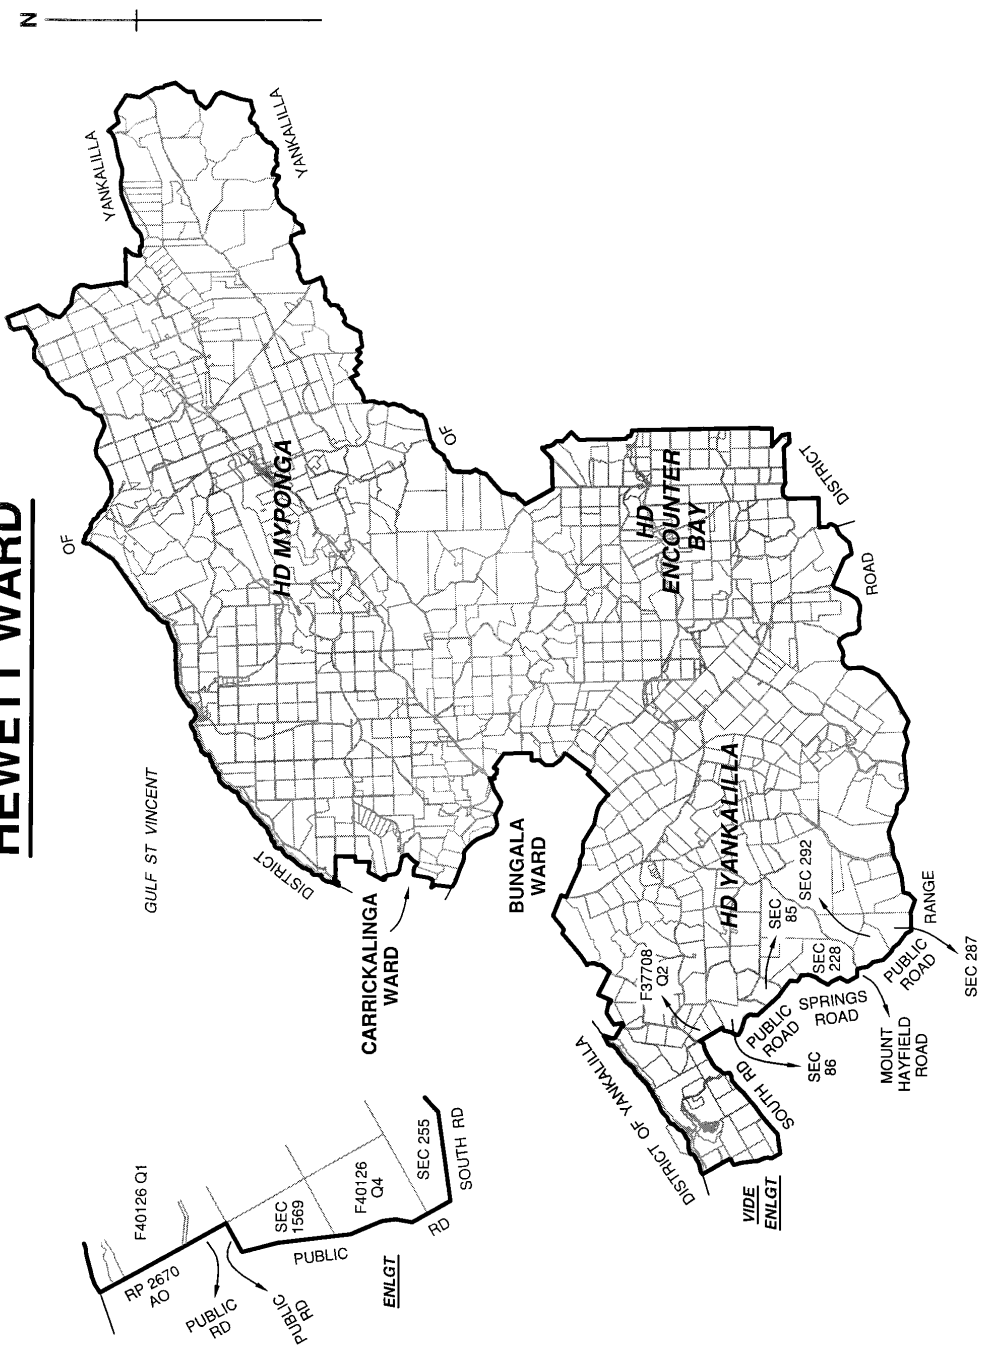 HEWETT WARD
N
YANKALILLA
YANKALILLA
OF
OF
HD MYPONGA
GULF ST VINCENT
DISTRICT
CARRICKALINGA
WARD
BUNGALA
WARD
HD
ENCOUNTER
BAY
DISTRICT
ROAD
HD YANKALILLA
SEC 292
SEC
85
SEC
228
F37708
Q2
RANGE
PUBLIC
ROAD
SEC 287
SPRINGS
ROAD
PUBLIC
ROAD
MOUNT
HAYFIELD
ROAD
SEC
86
SOUTH RD
DISTRICT OF YANKALILLA
VIDE
ENLGT
F40126 Q1
RP 2670
AO
PUBLIC
RD
PUBLIC
RD
SEC
1569
F40126
Q4
SEC 255
SOUTH RD
PUBLIC
RD
ENLGT